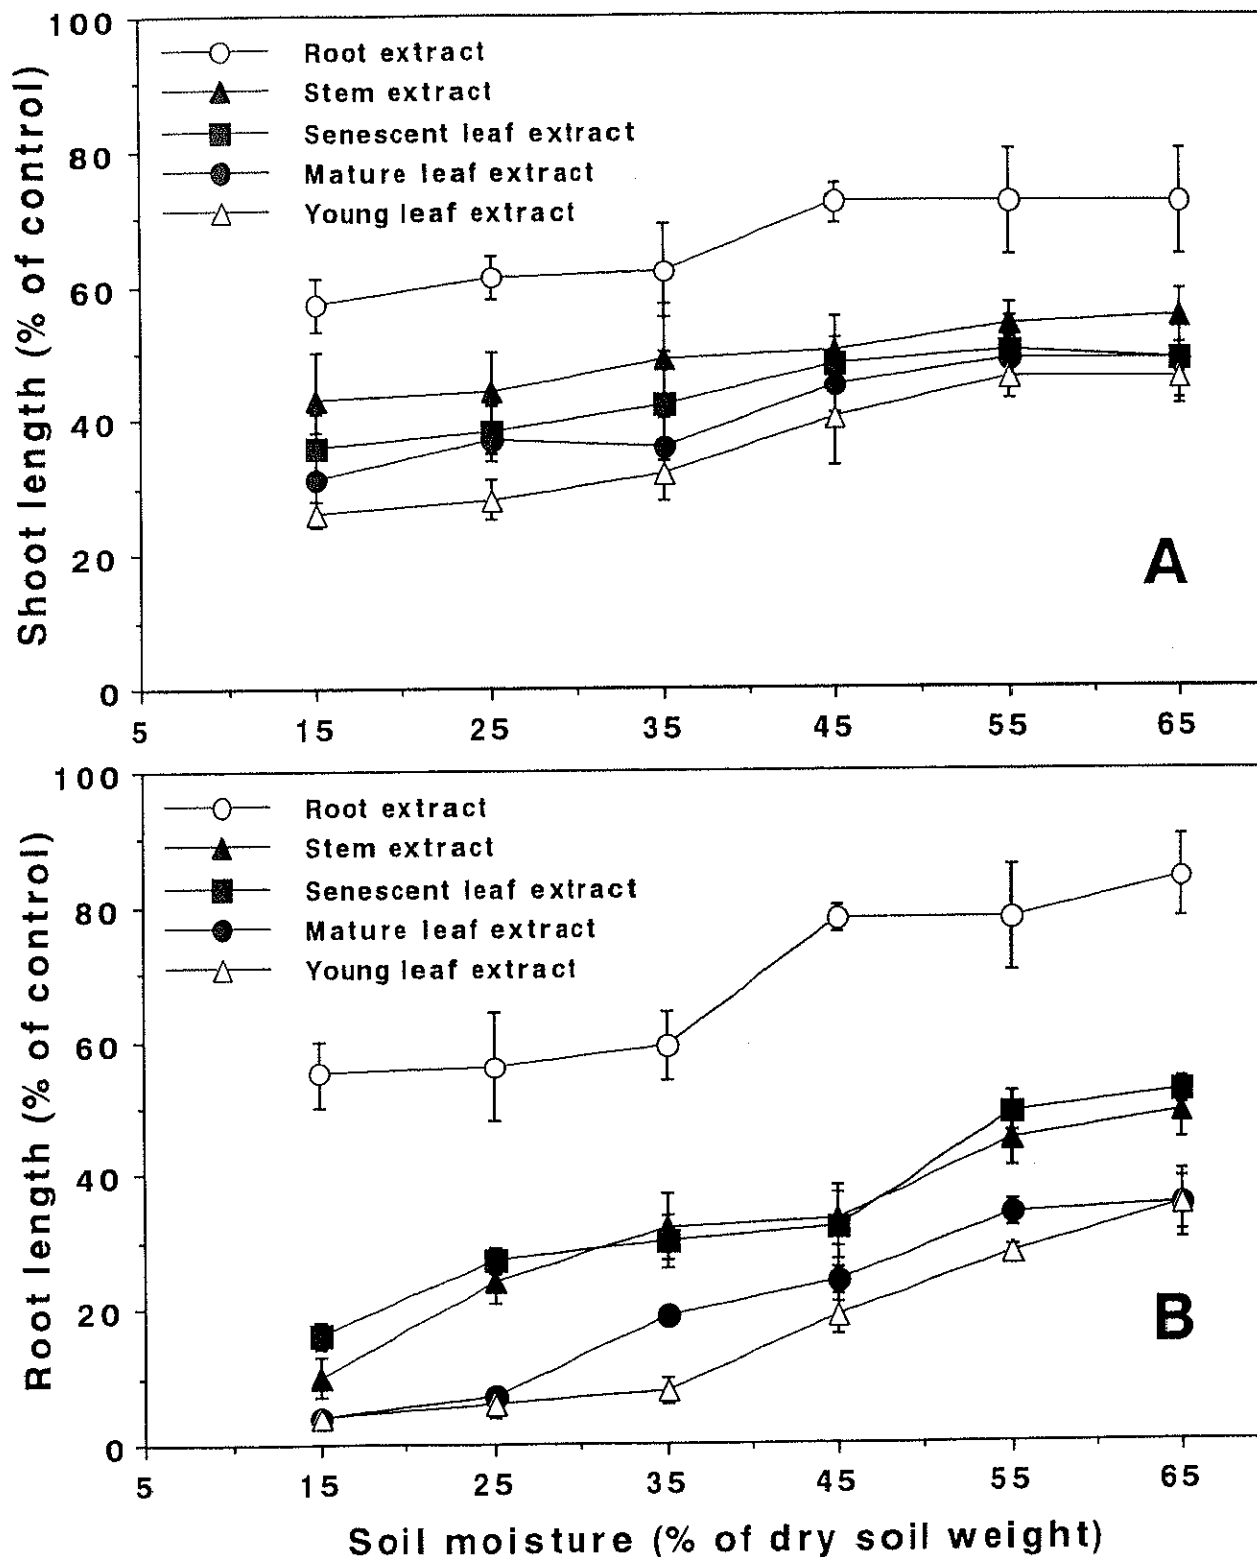 Shoot length (% of control)
100
80
60
40
20
0
Root extract
Stem extract
Senescent leaf extract
Mature leaf extract
Young leaf extract
A
5 15 25 35 45 55 65
Root length (% of control)
100
80
60
40
20
0
Root extract
Stem extract
Senescent leaf extract
Mature leaf extract
Young leaf extract
B
5 15 25 35 45 55 65
Soil moisture (% of dry soil weight)